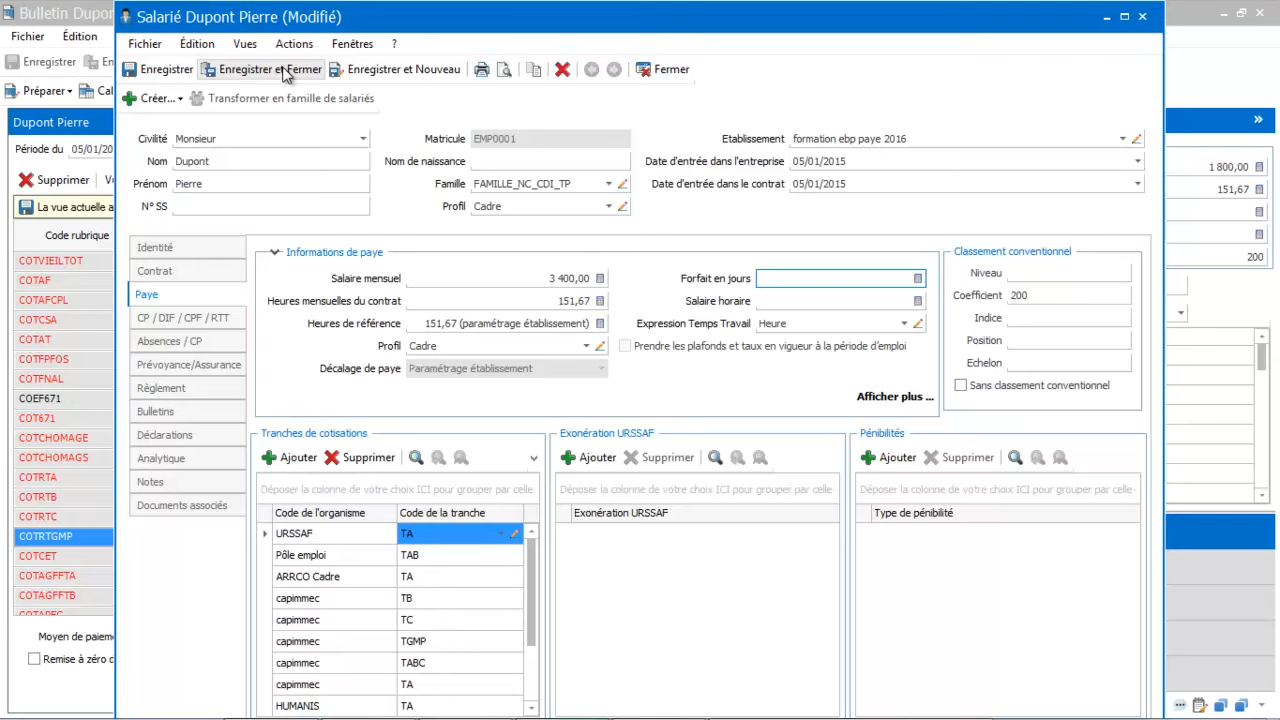 Bulletin Dupon
Salarié Dupont Pierre (Modifié)
Fichier Édition
Fichier Édition Vues Actions Fenêtres ?
Enregistrer En
Enregistrer Enregistrer et Fermer Enregistrer et Nouveau Fermer
Préparer Cal
Créer... Transformer en famille de salariés
Dupont Pierre
Période du 05/01/20
Supprimer
La vue actuelle a
Code rubrique
COTVIEILTOT
COTAF
COTAFCPL
COTCSA
COTAT
COTFPFOS
COTFNAL
COEF671
COT671
COTCHOMAGE
COTCHOMAGS
COTRTA
COTRTB
COTRTC
COTRTGMP
COTCET
COTAGFFTA
COTAGFFTB
COTAPEC
Moyen de paieme
Remise à zéro
Civilité Monsieur
Nom Dupont
Prénom Pierre
N° SS
Matricule EMP0001
Nom de naissance
Famille FAMILLE_NC_CDI_TP
Profil Cadre
Etablissement formation ebp paye 2016
Date d'entrée dans l'entreprise 05/01/2015
Date d'entrée dans le contrat 05/01/2015
Identité
Contrat
Paye
CP / DIF / CPF / RTT
Absences / CP
Prévoyance/Assurance
Règlement
Bulletins
Déclarations
Analytique
Notes
Documents associés
Informations de paye
Salaire mensuel 3 400,00
Heures mensuelles du contrat 151,67
Heures de référence 151,67 (paramétrage établissement)
Profil Cadre
Décalage de paye Paramétrage établissement
Forfait en jours
Salaire horaire
Expression Temps Travail Heure
Prendre les plafonds et taux en vigueur à la période d'emploi
Afficher plus ...
Classement conventionnel
Niveau
Coefficient 200
Indice
Position
Echelon
Sans classement conventionnel
Tranches de cotisations
Ajouter Supprimer
Déposer la colonne de votre choix ICI pour grouper par celle
Code de l'organisme Code de la tranche
URSSAF TA
Pôle emploi TAB
ARRCO Cadre TA
capimmec TB
capimmec TC
capimmec TGMP
capimmec TABC
capimmec TA
HUMANIS TA
Exonération URSSAF
Ajouter Supprimer
Déposer la colonne de votre choix ICI pour grouper par celle
Exonération URSSAF
Pénibilités
Ajouter Supprimer
Déposer la colonne de votre choix ICI pour grouper par celle
Type de pénibilité
1 800,00
151,67
200